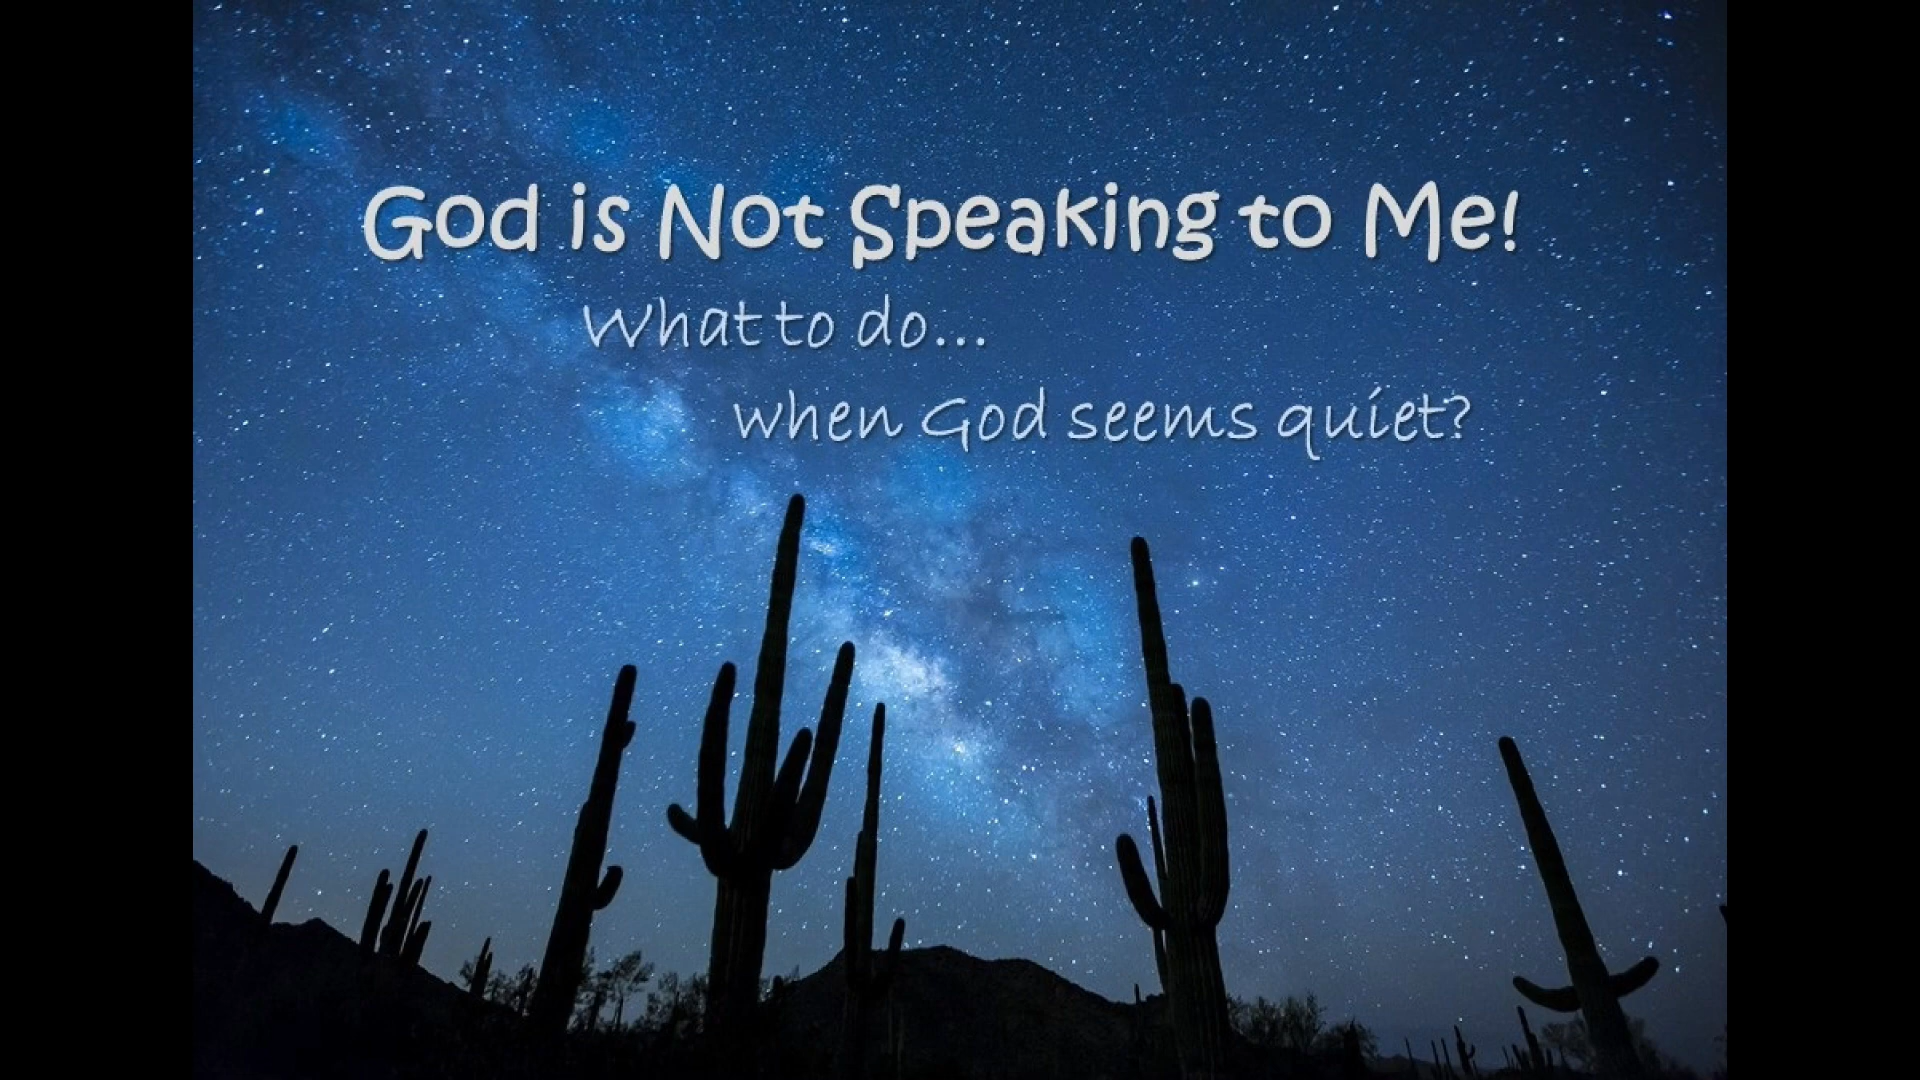 God is Not Speaking to Me!
What to do...
when God seems quiet?